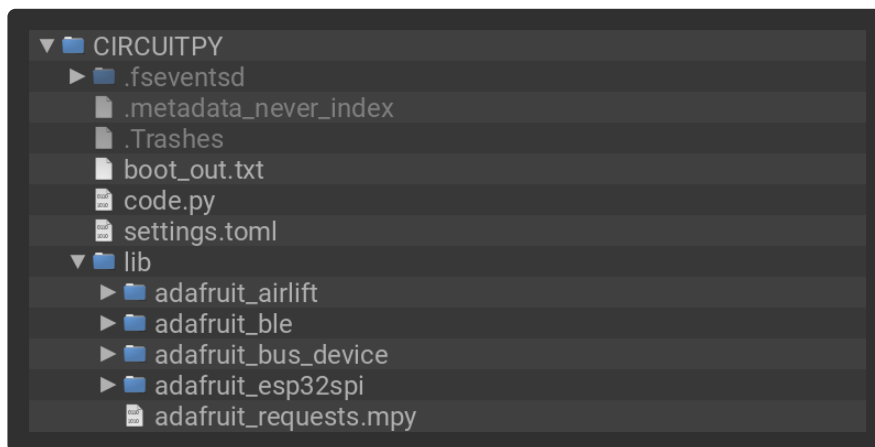 CIRCUITPY
.fseventsd
.metadata_never_index
.Trashes
boot_out.txt
code.py
settings.toml
lib
adafruit_airlift
adafruit_ble
adafruit_bus_device
adafruit_esp32spi
adafruit_requests.mpy